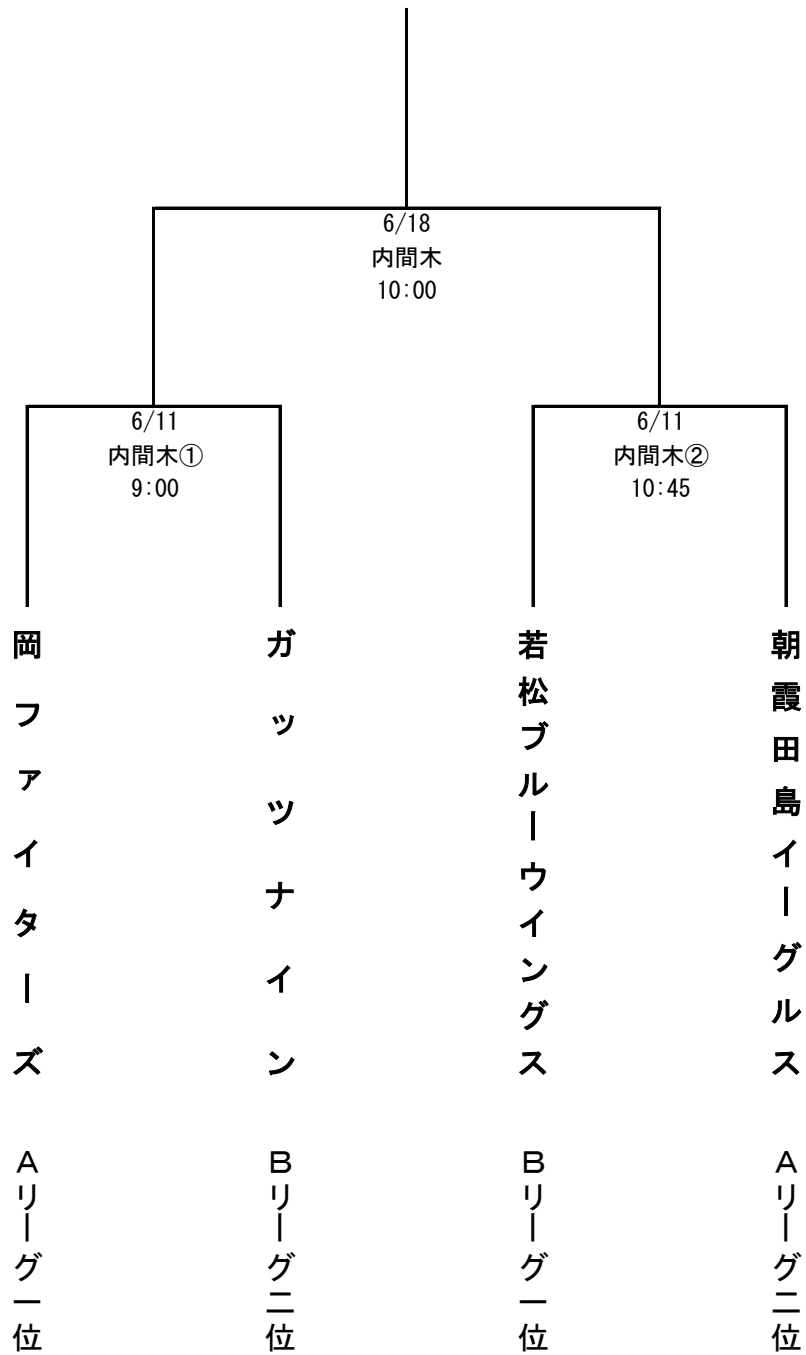 6/18
内間木
10:00
6/11
内間木①
9:00
6/11
内間木②
10:45
岡ファイターズ
ガッツナイン
若松ブルーウイングス
朝霞田島イーグルス
Aリーグ一位
Bリーグ二位
Bリーグ一位
Aリーグ二位